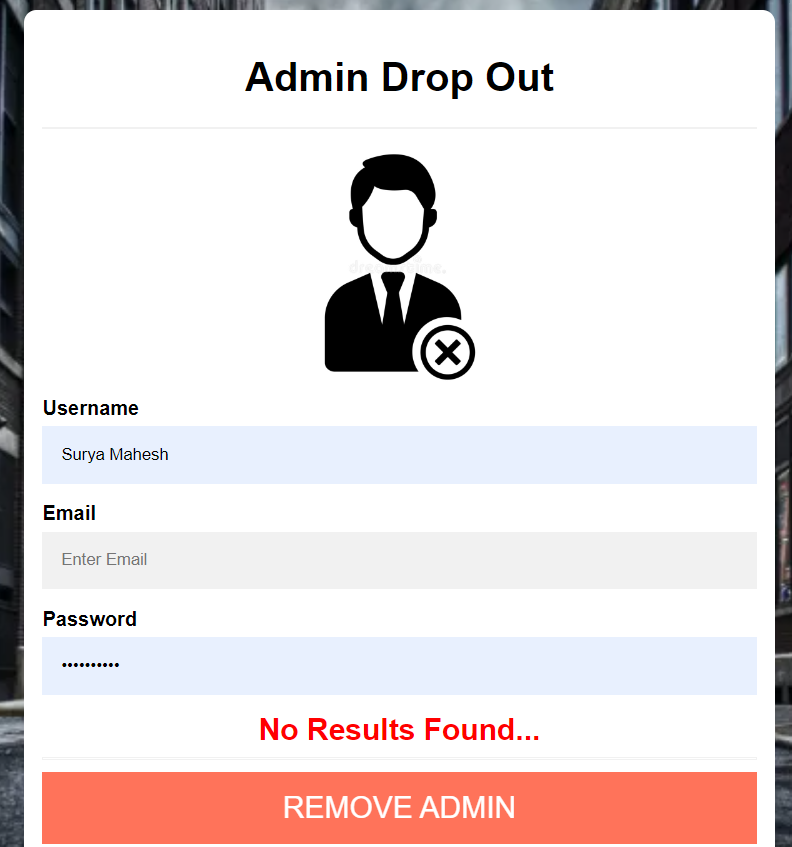 Admin Drop Out
Username
Surya Mahesh
Email
Enter Email
Password
••••••••••
No Results Found...
REMOVE ADMIN